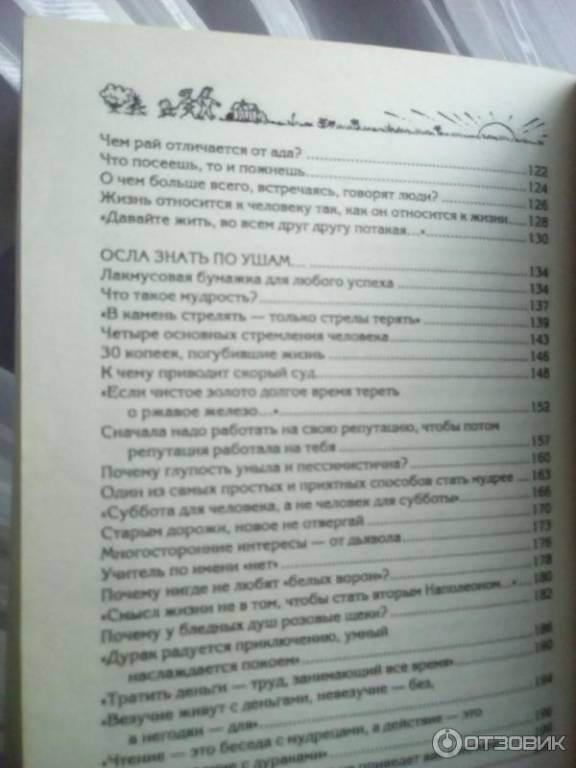 Чем рай отличается от ада? 122
Что посеешь, то и пожнешь 124
О чем больше всего, встречаясь, говорят люди? 126
Жизнь относится к человеку так, как он относится к жизни 128
«Давайте жить, во всем друг другу потакая...» 130
ОСЛА ЗНАТЬ ПО УШАМ... 134
Лакмусовая бумажка для любого успеха 134
Что такое мудрость? 137
«В камень стрелять — только стрелы терять» 139
Четыре основных стремления человека 143
30 копеек, погубившие жизнь 146
К чему приводит скорый суд 148
«Если чистое золото долгое время тереть
о ржавое железо...» 152
Сначала надо работать на свою репутацию, чтобы потом
репутация работала на тебя 157
Почему глупость уныла и пессимистична? 160
Один из самых простых и приятных способов стать мудрее 163
«Суббота для человека, а не человек для субботы» 166
Старым дорожи, новое не отвергай 170
Многосторонние интересы — от дьявола 173
Учитель по имени «нет» 176
Почему нигде не любят «белых ворон»? 178
«Смысл жизни не в том, чтобы стать вторым Наполеоном...» 180
Почему у бледных душ розовые щеки? 182
«Дурак радуется приключению, умный
наслаждается покоем» 188
«Тратить деньги — труд, занимающий все время» 190
«Везучие живут с деньгами, невезучие — без,
а негодяи — для» 194
«Чтение — это беседа с мудрецами, а действие — это
с дураками»
приведет вас
ОТЗОВИК